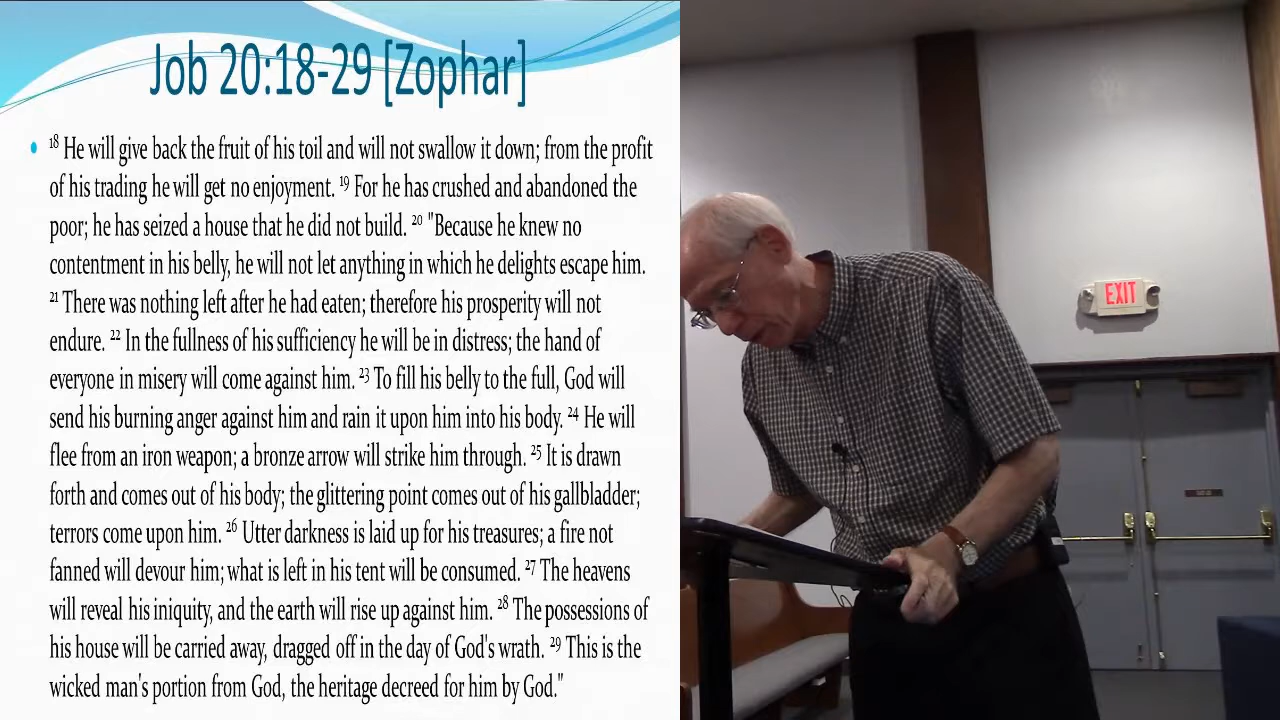 Job 20:18-29 [Zophar]
• 18 He will give back the fruit of his toil and will not swallow it down; from the profit
of his trading he will get no enjoyment. 19 For he has crushed and abandoned the
poor; he has seized a house that he did not build. 20 "Because he knew no
contentment in his belly, he will not let anything in which he delights escape him.
21 There was nothing left after he had eaten; therefore his prosperity will not
endure. 22 In the fullness of his sufficiency he will be in distress; the hand of
everyone in misery will come against him. 23 To fill his belly to the full, God will
send his burning anger against him and rain it upon him into his body. 24 He will
flee from an iron weapon; a bronze arrow will strike him through. 25 It is drawn
forth and comes out of his body; the glittering point comes out of his gallbladder;
terrors come upon him. 26 Utter darkness is laid up for his treasures; a fire not
fanned will devour him; what is left in his tent will be consumed. 27 The heavens
will reveal his iniquity, and the earth will rise up against him. 28 The possessions of
his house will be carried away, dragged off in the day of God's wrath. 29 This is the
wicked man's portion from God, the heritage decreed for him by God."
EXIT